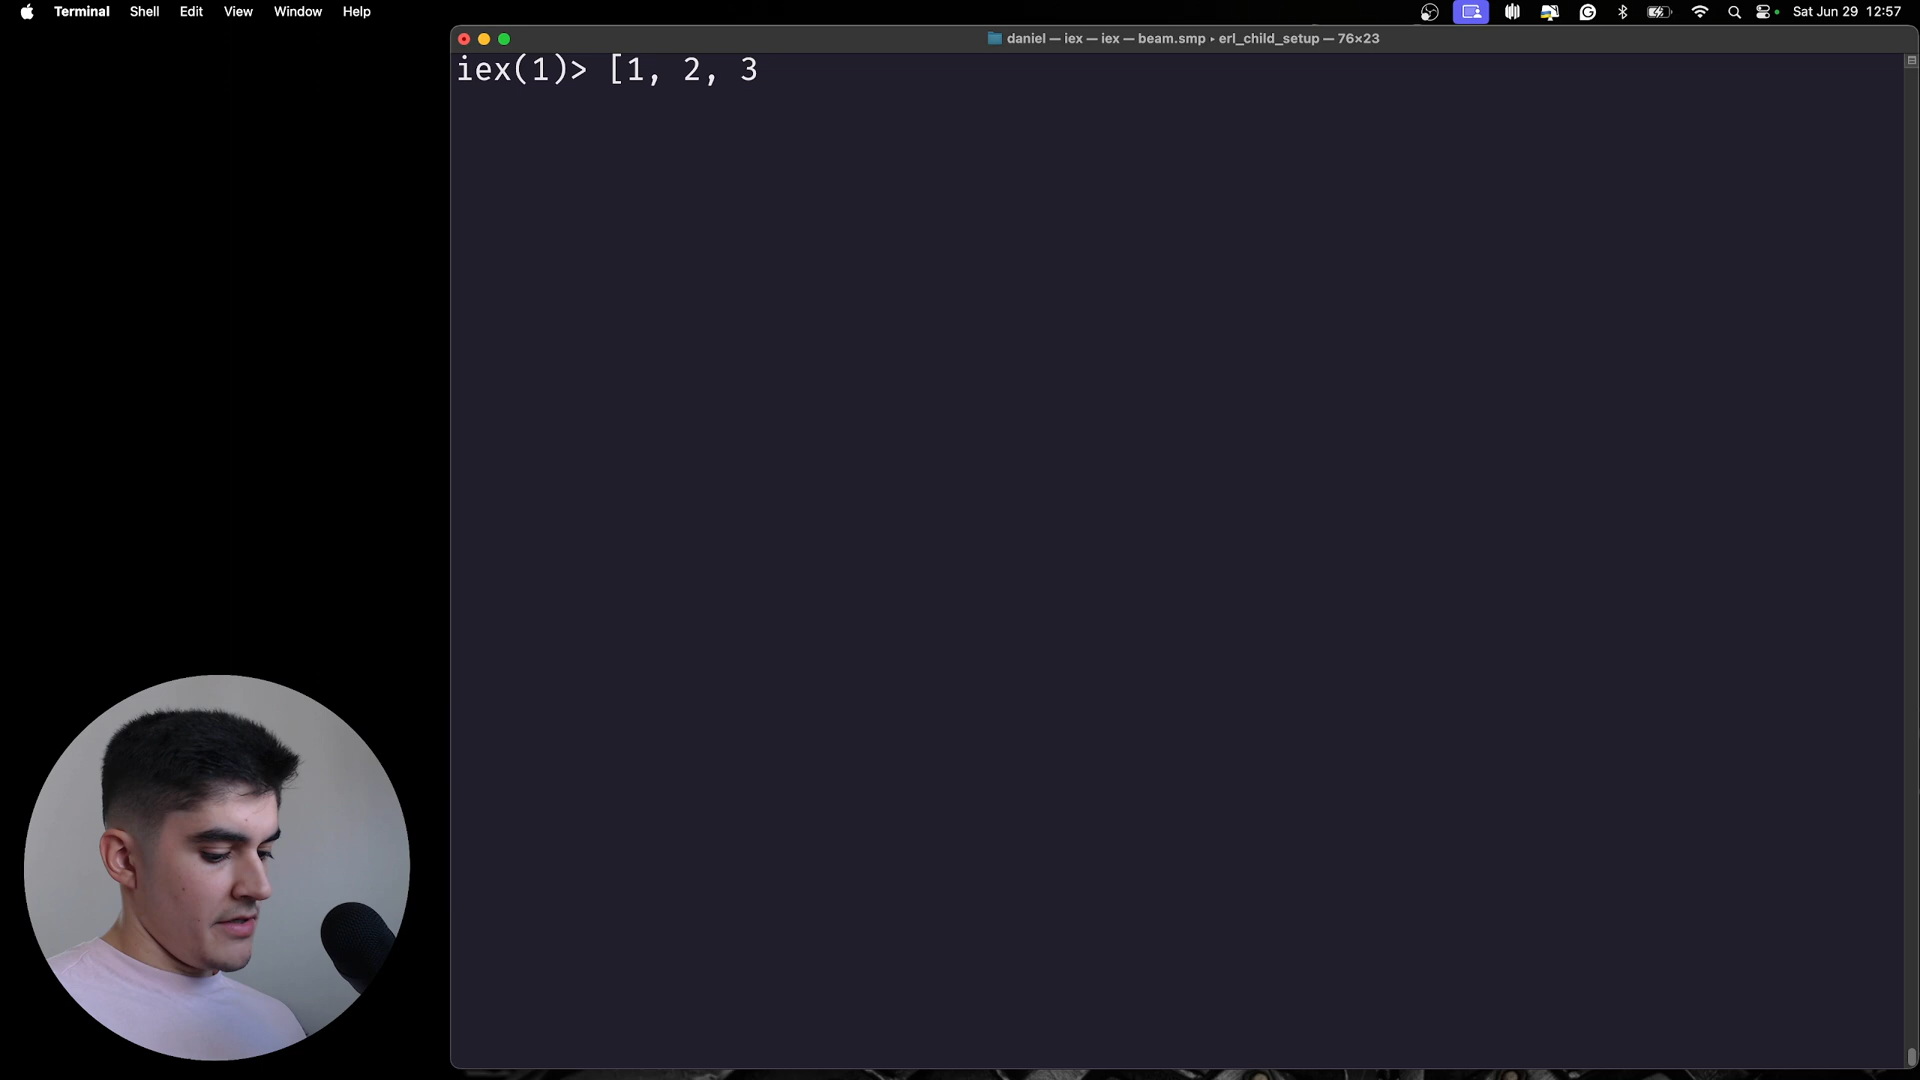 Terminal Shell Edit View Window Help Sat Jun 29 12:57
daniel — iex — iex — beam.smp ▸ erl_child_setup — 76×23
iex(1)> [1, 2, 3